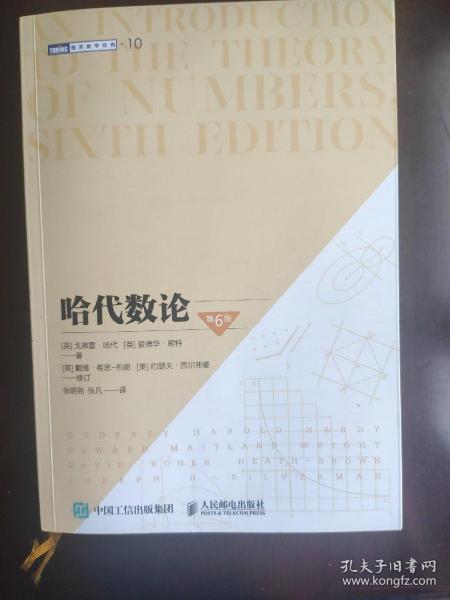 AN INTRODUCTION
TO THE THEORY
OF NUMBERS,
SIXTH EDITION
TURING 图灵数学经典 · 10
哈代数论
第6版
[英] 戈弗雷·哈代 [英] 爱德华·赖特
——著
[英] 戴维·希思-布朗 [美] 约瑟夫·西尔弗曼
——修订
张明尧 张凡——译
GODFREY HAROLD HARDY
EDWARD MAITLAND WRIGHT
DAVID ROGER HEATH-BROWN
JOSEPH H. SILVERMAN
中国工信出版集团
人民邮电出版社
POSTS & TELECOM PRESS
孔夫子旧书网
www.kongfz.com